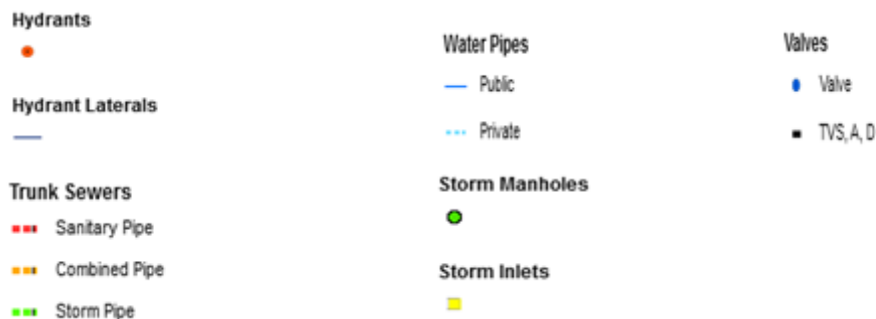 Hydrants
Hydrant Laterals
Trunk Sewers
Sanitary Pipe
Combined Pipe
Storm Pipe
Water Pipes
Public
Private
Storm Manholes
Storm Inlets
Valves
Valve
TVS, A, D